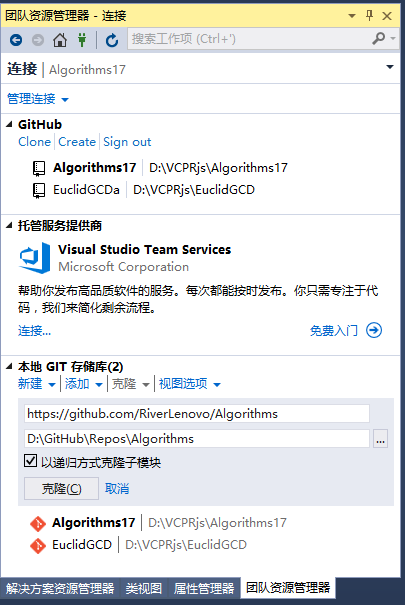 团队资源管理器 - 连接
搜索工作项 (Ctrl+')
连接 | Algorithms17
管理连接
GitHub
Clone | Create | Sign out
Algorithms17 | D:\VCPRjs\Algorithms17
EuclidGCDa | D:\VCPRjs\EuclidGCD
托管服务提供商
Visual Studio Team Services
Microsoft Corporation
帮助你发布高品质软件的服务。每次都能按时发布。你只需专注于代
码，我们来简化剩余流程。
连接... 免费入门
本地 GIT 存储库(2)
新建 | 添加 | 克隆 | 视图选项
https://github.com/RiverLenovo/Algorithms
D:\GitHub\Repos\Algorithms ...
以递归方式克隆子模块
克隆(C) 取消
Algorithms17 | D:\VCPRjs\Algorithms17
EuclidGCD | D:\VCPRjs\EuclidGCD
解决方案资源管理器 类视图 属性管理器 团队资源管理器